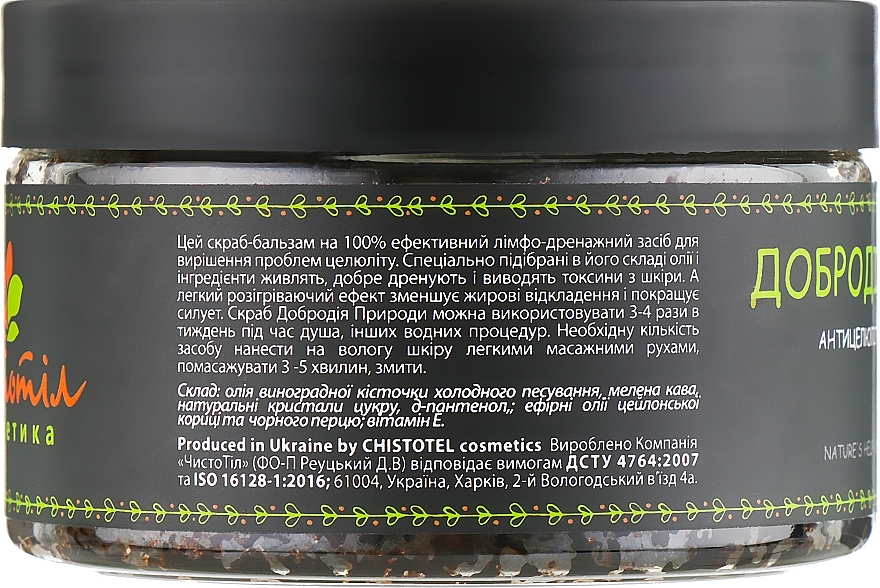 Цей скраб-бальзам на 100% ефективний лімфо-дренажний засіб для
вирішення проблем целюліту. Спеціально підібрані в його складі олії і
інгредієнти живлять, добре дренують і виводять токсини з шкіри. А
легкий розігріваючий ефект зменшує жирові відкладення і покращує
силует. Скраб Добродія Природи можна використовувати 3-4 рази в
тиждень під час душа, інших водних процедур. Необхідну кількість
засобу нанести на вологу шкіру легкими масажними рухами,
помасажувати 3 -5 хвилин, змити.
Склад: олія виноградної кісточки холодного песування, мелена кава,
натуральні кристали цукру, д-пантенол,; ефірні олії цейлонської
кориці та чорного перцю; вітамін Е.
Produced in Ukraine by CHISTOTEL cosmetics Вироблено Компанія
«ЧистоТіл» (ФО-П Реуцький Д.В) відповідає вимогам ДСТУ 4764:2007
та ISO 16128-1:2016; 61004, Україна, Харків, 2-й Вологодський в'їзд 4а.
отіл
етика
ДОБРОД
АНТИЦЕЛЮЛ
NATURE'S HEL